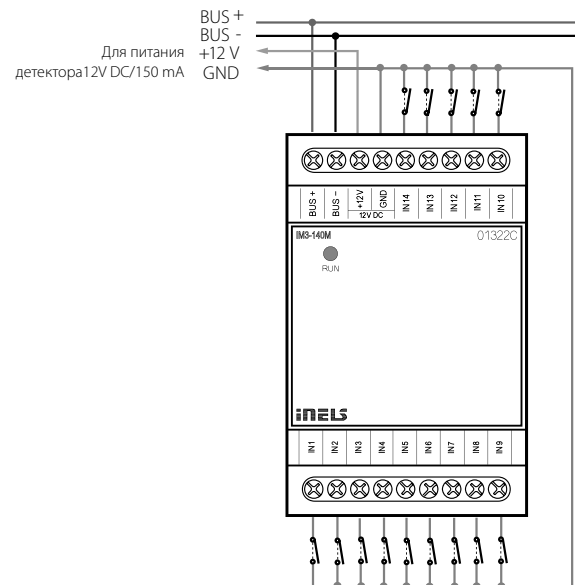 BUS +
BUS -
Для питания +12 V
детектора12V DC/150 mA GND
BUS + BUS – +12V GND IN14 IN13 IN12 IN11 IN10
12V DC
IM3-140M 01322C
RUN
iNELS
IN1 IN2 IN3 IN4 IN5 IN6 IN7 IN8 IN9